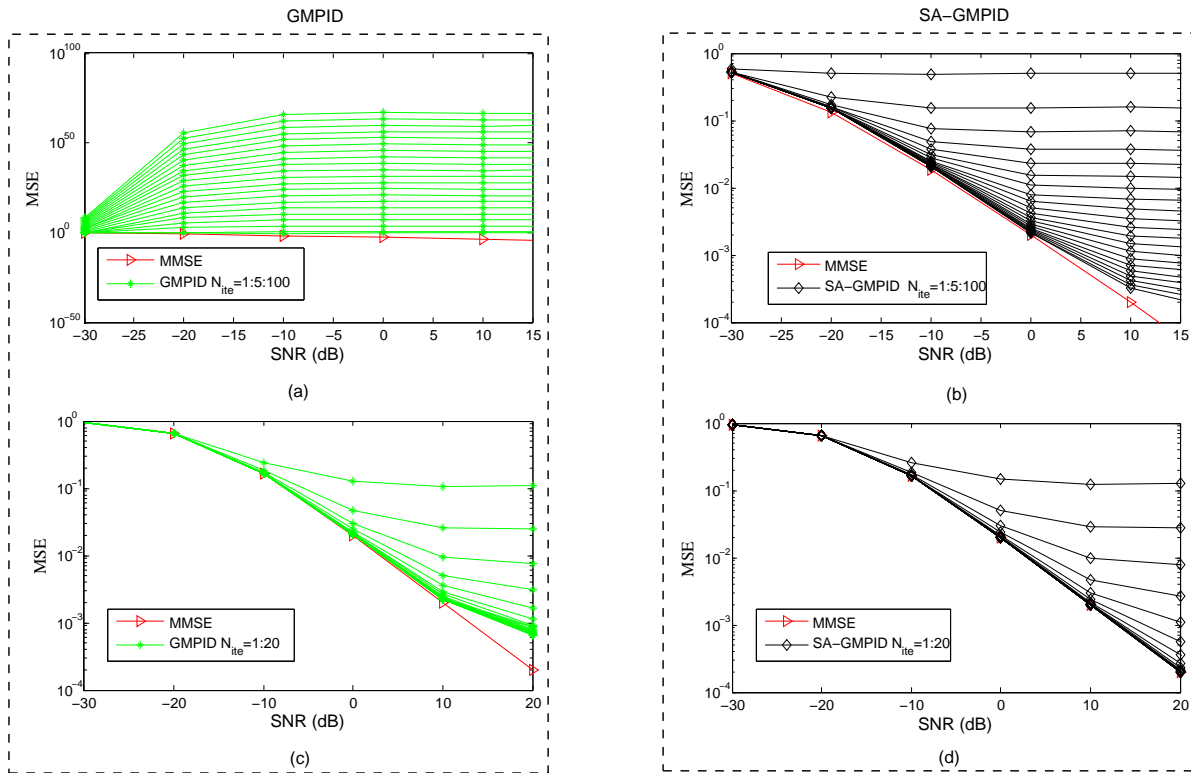 GMPID
SA−GMPID
10^100
10^50
10^0
10^−50
MSE
MMSE
GMPID N_ite=1:5:100
−30 −25 −20 −15 −10 −5 0 5 10 15
SNR (dB)
(a)
10^0
10^−1
10^−2
10^−3
10^−4
MSE
MMSE
SA−GMPID N_ite=1:5:100
−30 −25 −20 −15 −10 −5 0 5 10 15
SNR (dB)
(b)
10^0
10^−1
10^−2
10^−3
10^−4
MSE
MMSE
GMPID N_ite=1:20
−30 −20 −10 0 10 20
SNR (dB)
(c)
10^0
10^−1
10^−2
10^−3
10^−4
MSE
MMSE
SA−GMPID N_ite=1:20
−30 −20 −10 0 10 20
SNR (dB)
(d)